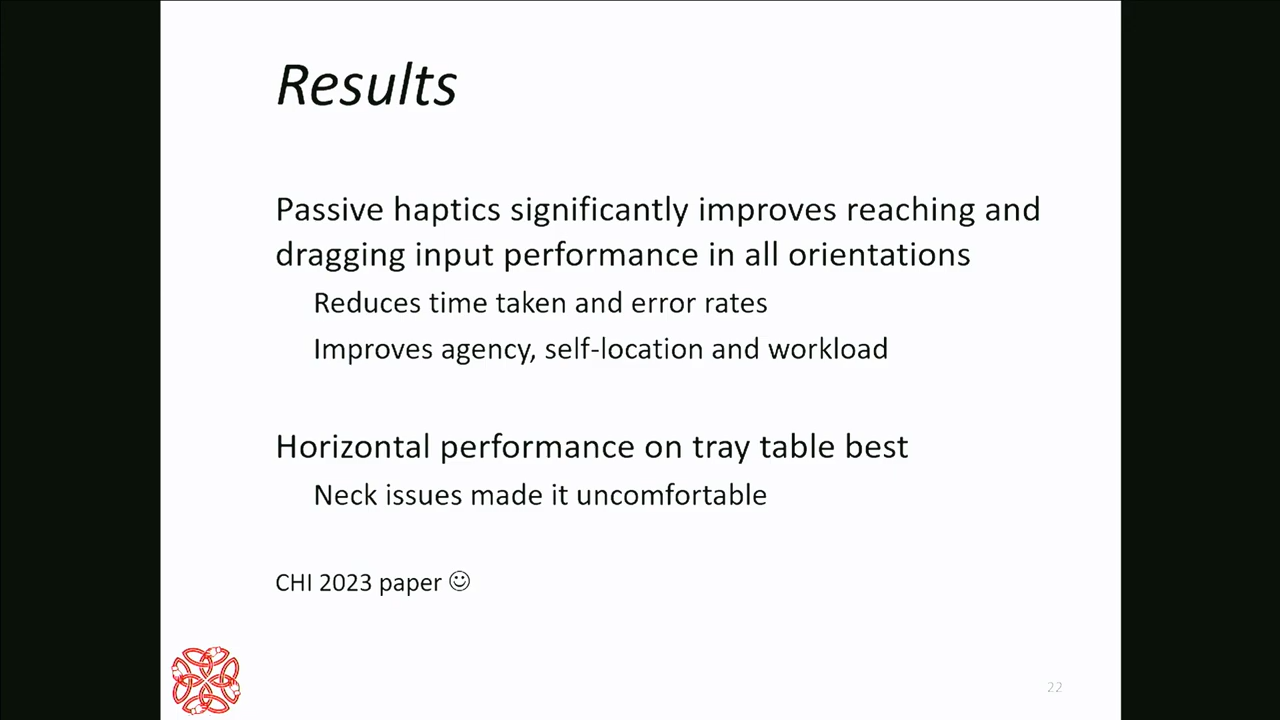 Results
Passive haptics significantly improves reaching and
dragging input performance in all orientations
Reduces time taken and error rates
Improves agency, self-location and workload
Horizontal performance on tray table best
Neck issues made it uncomfortable
CHI 2023 paper ☺
22